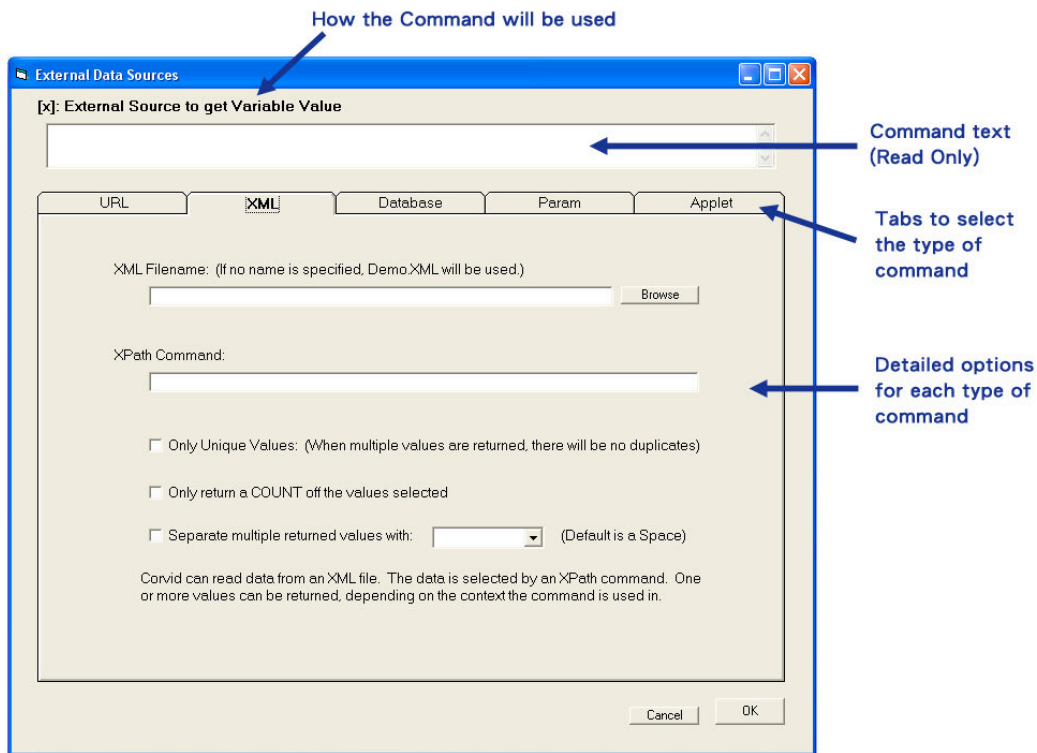 How the Command will be used
External Data Sources
[x]: External Source to get Variable Value
Command text
(Read Only)
URL XML Database Param Applet
Tabs to select
the type of
command
XML Filename: (If no name is specified, Demo.XML will be used.)
Browse
XPath Command:
Detailed options
for each type of
command
Only Unique Values: (When multiple values are returned, there will be no duplicates)
Only return a COUNT off the values selected
Separate multiple returned values with: (Default is a Space)
Corvid can read data from an XML file. The data is selected by an XPath command. One
or more values can be returned, depending on the context the command is used in.
Cancel OK